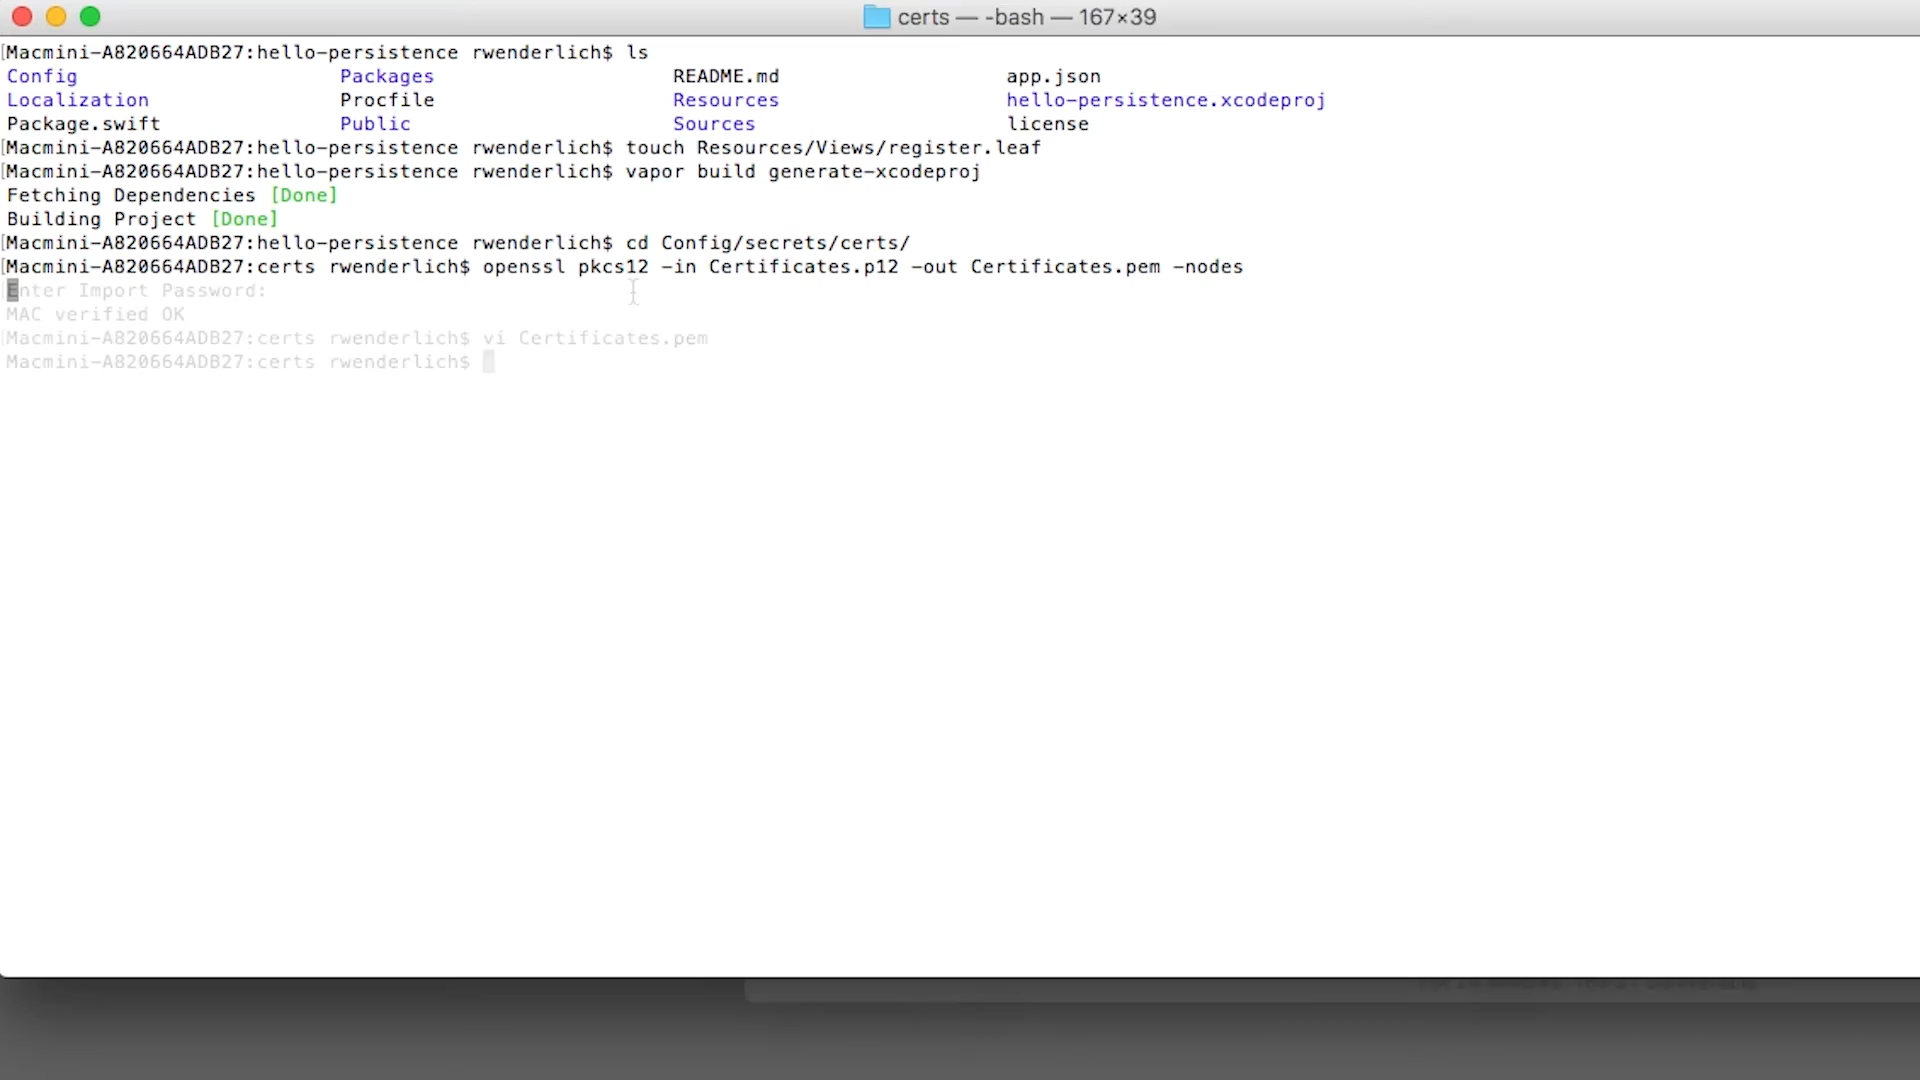 certs — -bash — 167×39
[Macmini-A820664ADB27:hello-persistence rwenderlich$ ls
Config Packages README.md app.json
Localization Procfile Resources hello-persistence.xcodeproj
Package.swift Public Sources license
[Macmini-A820664ADB27:hello-persistence rwenderlich$ touch Resources/Views/register.leaf
[Macmini-A820664ADB27:hello-persistence rwenderlich$ vapor build generate-xcodeproj
Fetching Dependencies [Done]
Building Project [Done]
[Macmini-A820664ADB27:hello-persistence rwenderlich$ cd Config/secrets/certs/
[Macmini-A820664ADB27:certs rwenderlich$ openssl pkcs12 -in Certificates.p12 -out Certificates.pem -nodes
Enter Import Password:
MAC verified OK
[Macmini-A820664ADB27:certs rwenderlich$ vi Certificates.pem
Macmini-A820664ADB27:certs rwenderlich$